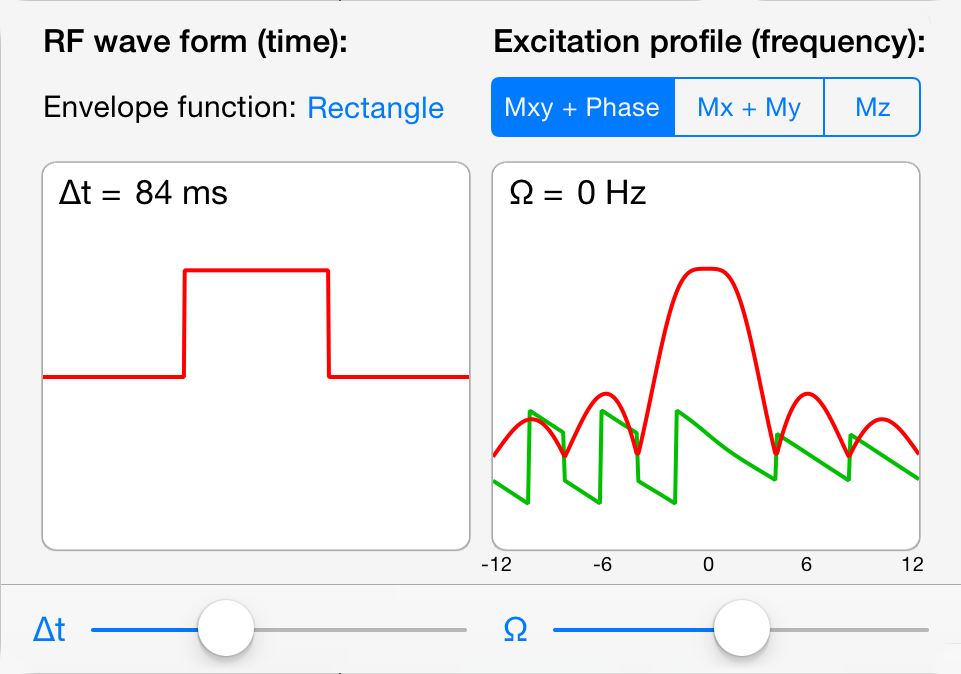 RF wave form (time):
Envelope function: Rectangle
Δt = 84 ms
Δt
Excitation profile (frequency):
Mxy + Phase
Mx + My
Mz
Ω = 0 Hz
-12
-6
0
6
12
Ω